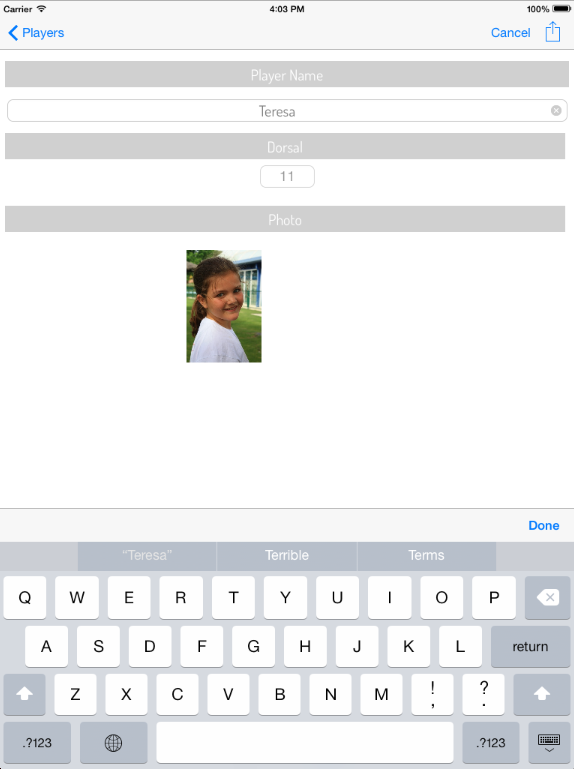 Carrier 4:03 PM 100%
Players Cancel
Player Name
Teresa
Dorsal
11
Photo
Done
“Teresa” Terrible Terms
Q W E R T Y U I O P
A S D F G H J K L return
Z X C V B N M ! , ? .
.?123 .?123